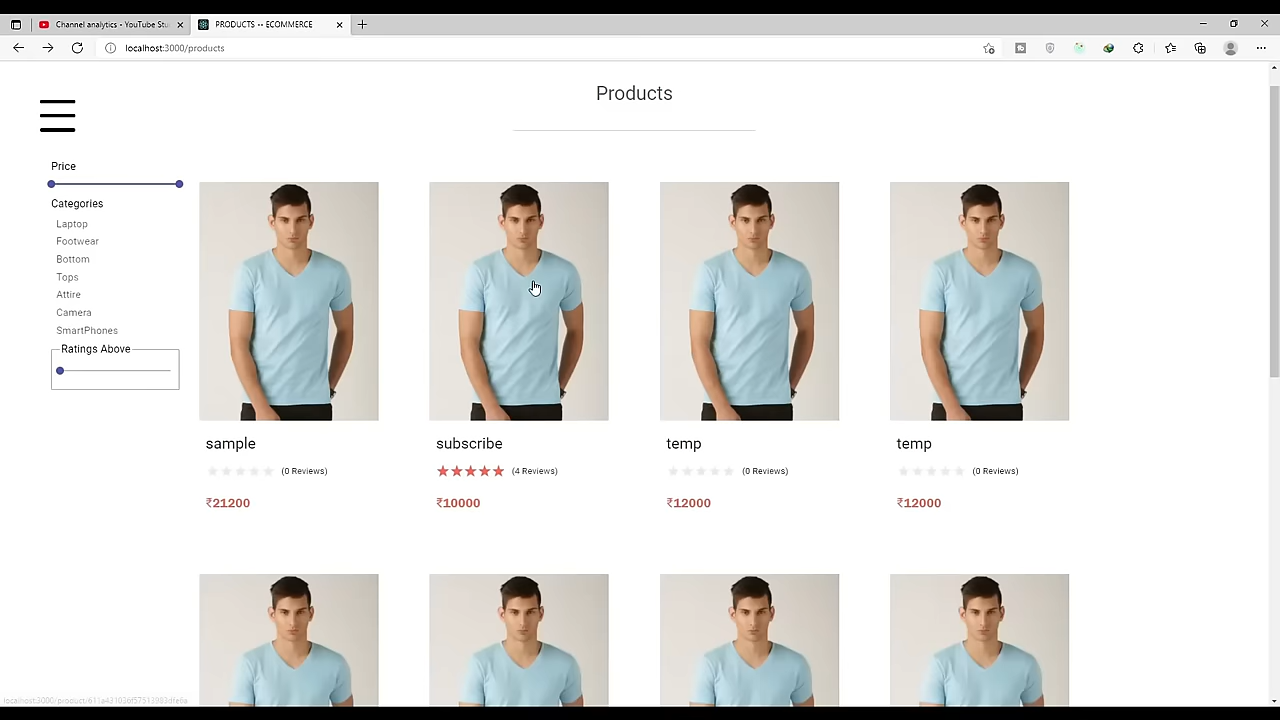 Channel analytics - YouTube Stu
PRODUCTS -- ECOMMERCE
localhost:3000/products
Products
Price
Categories
Laptop
Footwear
Bottom
Tops
Attire
Camera
SmartPhones
Ratings Above
sample
(0 Reviews)
₹21200
subscribe
(4 Reviews)
₹10000
temp
(0 Reviews)
₹12000
temp
(0 Reviews)
₹12000